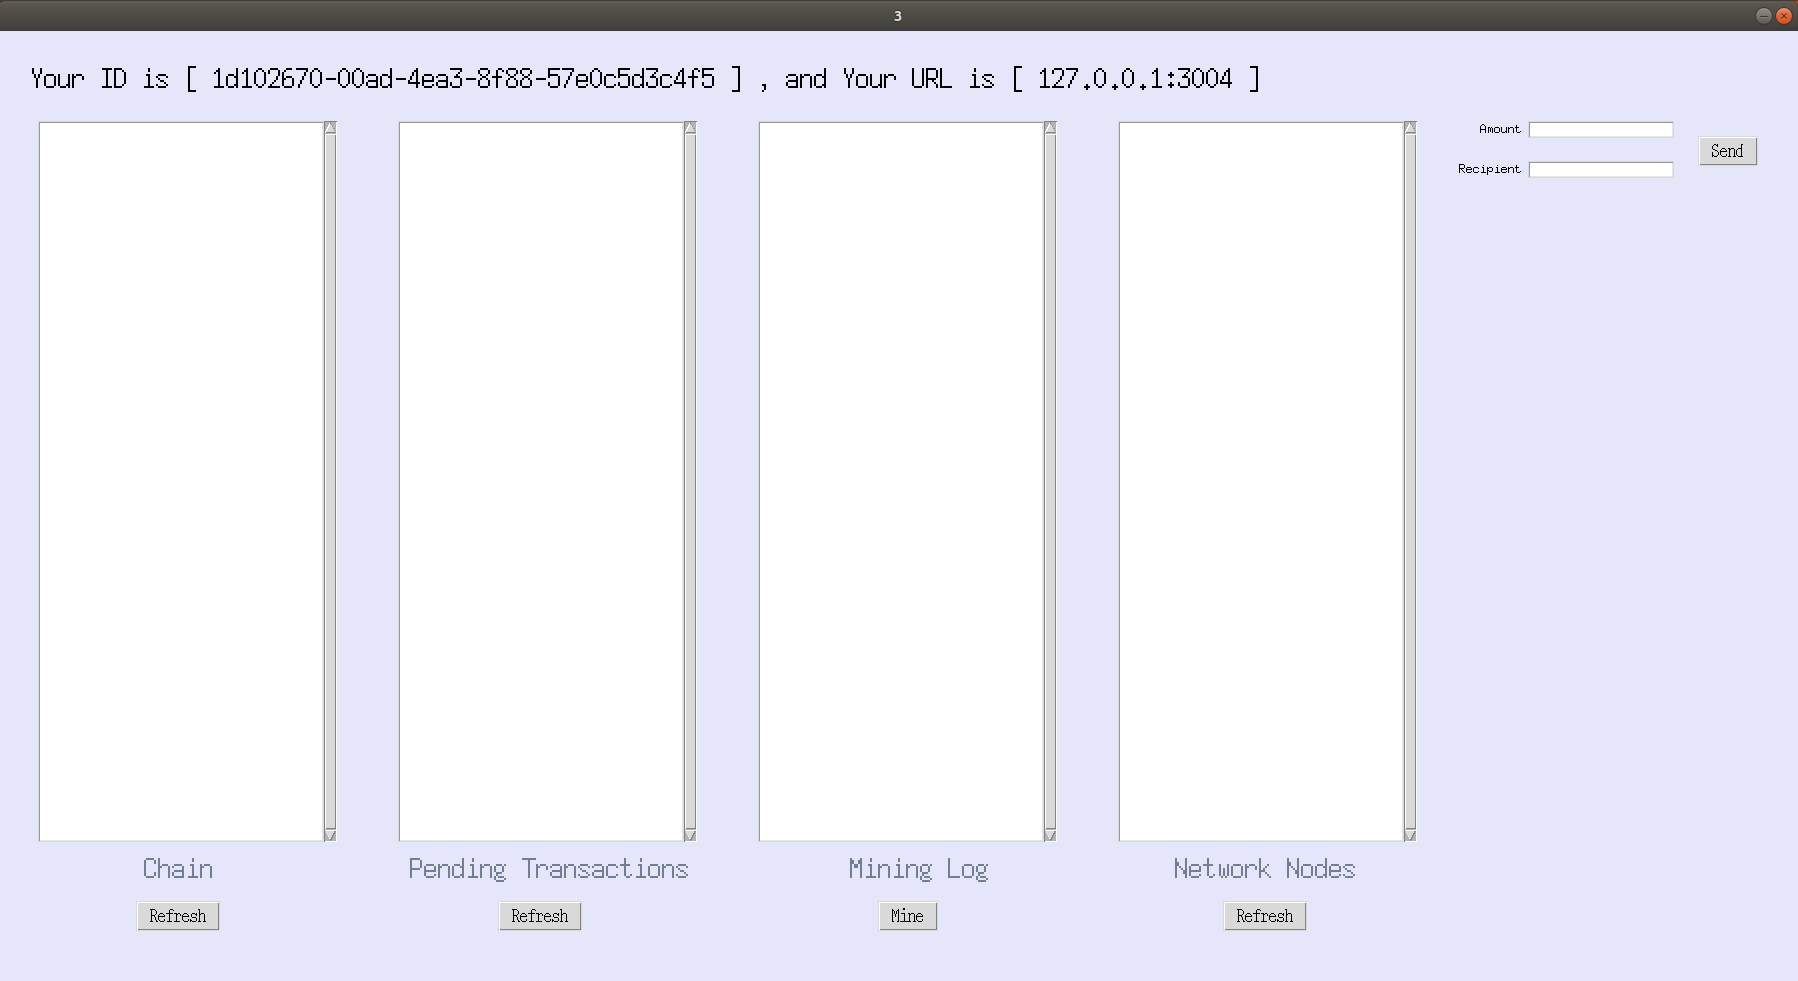 3
Your ID is [ 1d102670-00ad-4ea3-8f88-57e0c5d3c4f5 ] , and Your URL is [ 127.0.0.1:3004 ]
Amount
Send
Recipient
Chain
Pending Transactions
Mining Log
Network Nodes
Refresh
Refresh
Mine
Refresh